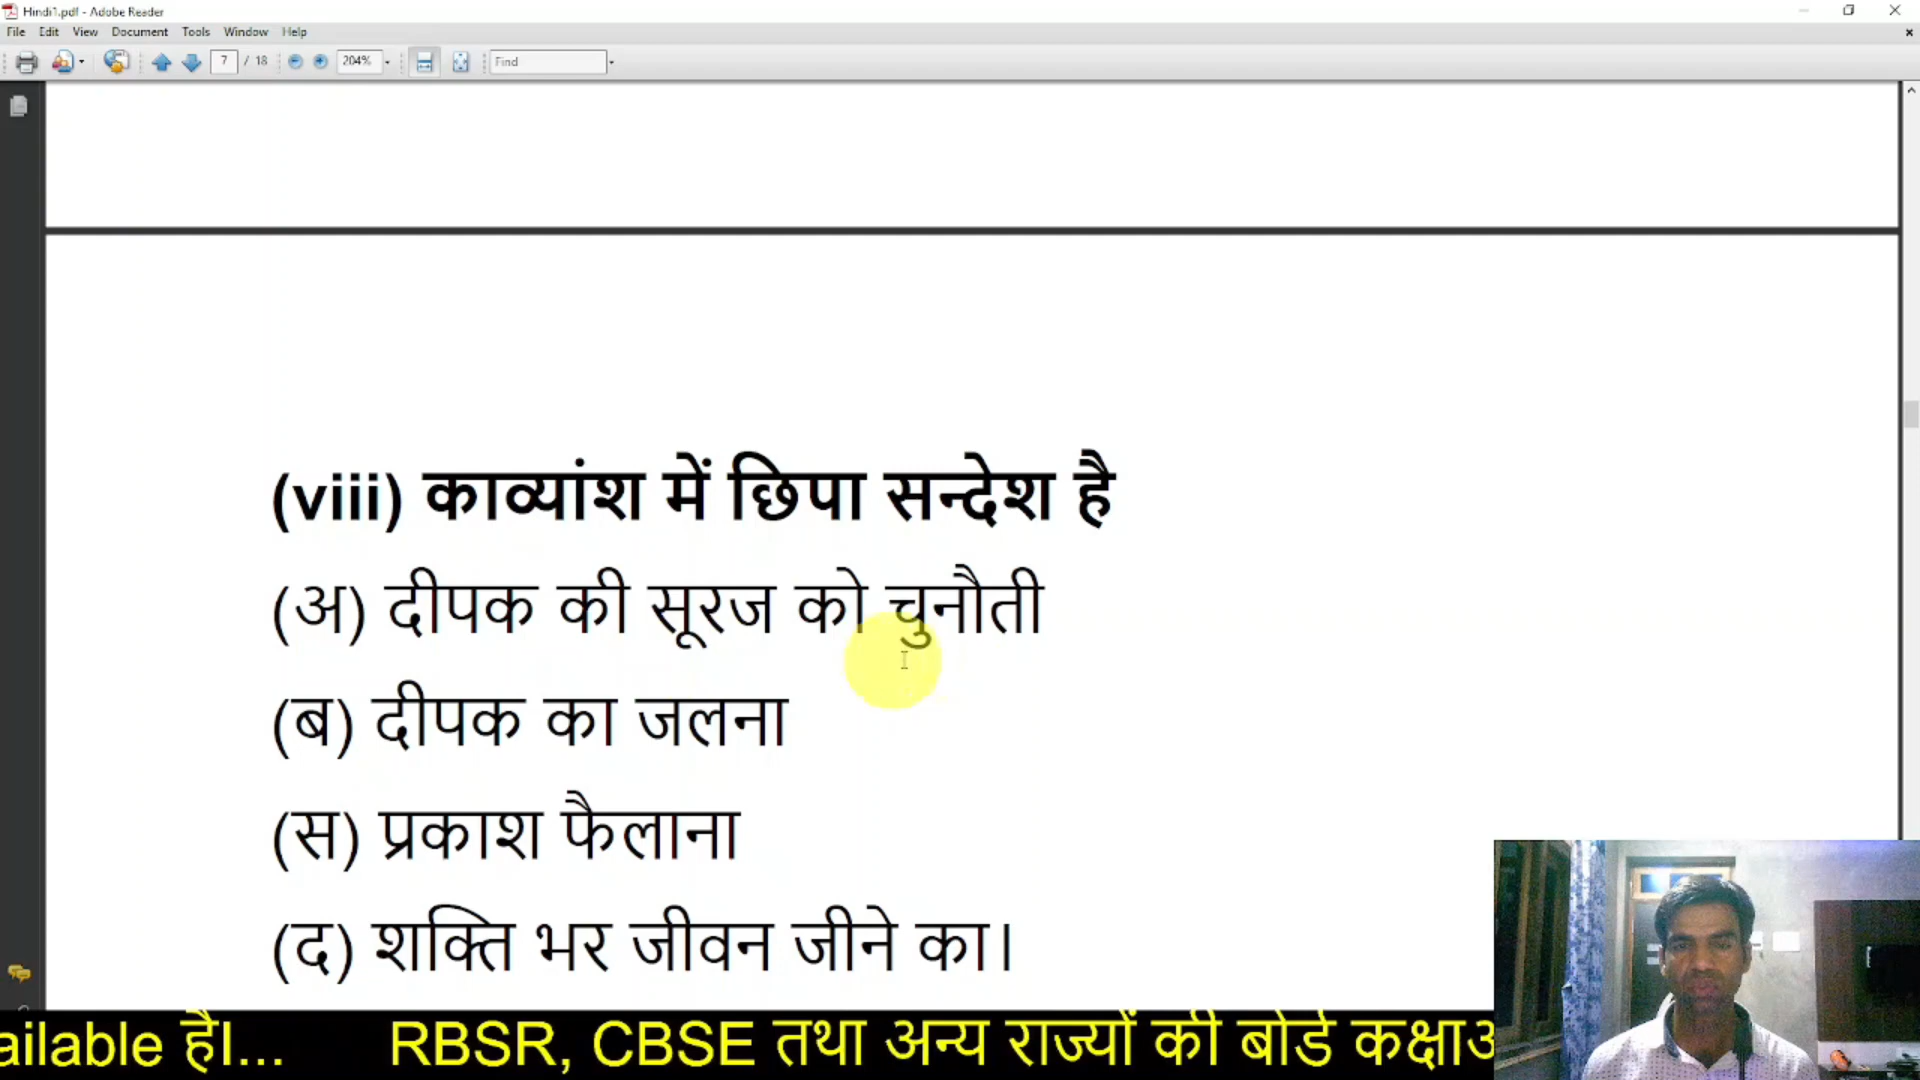 Hindi1.pdf - Adobe Reader
File Edit View Document Tools Window Help
7 / 18 204% Find
(viii) काव्यांश में छिपा सन्देश है
(अ) दीपक की सूरज को चुनौती
(ब) दीपक का जलना
(स) प्रकाश फैलाना
(द) शक्ति भर जीवन जीने का।
ailable है।... RBSR, CBSE तथा अन्य राज्यों की बोर्ड